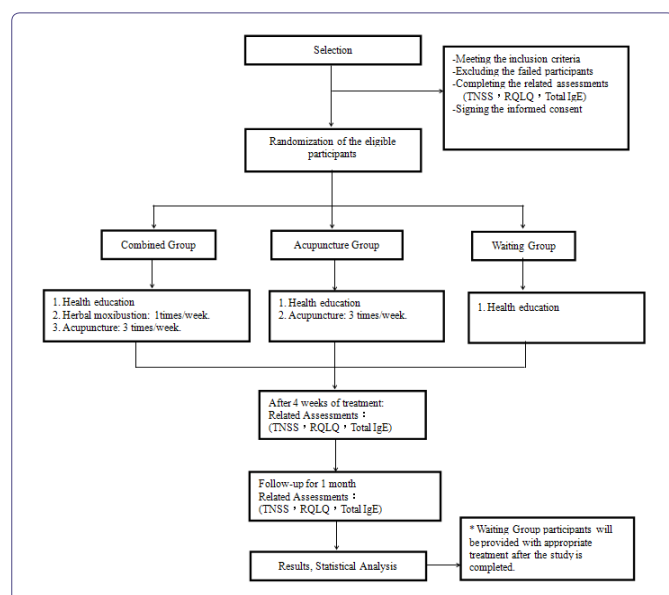 Selection
-Meeting the inclusion criteria
-Excluding the failed participants
-Completing the related assessments
(TNSS，RQLQ，Total IgE)
-Signing the informed consent
Randomization of the eligible
participants
Combined Group
Acupuncture Group
Waiting Group
1. Health education
2. Herbal moxibustion: 1times/week.
3. Acupuncture: 3 times/week.
1. Health education
2. Acupuncture: 3 times/week.
1. Health education
After 4 weeks of treatment:
Related Assessments：
(TNSS，RQLQ，Total IgE)
Follow-up for 1 month
Related Assessments：
(TNSS，RQLQ，Total IgE)
Results, Statistical Analysis
* Waiting Group participants will
be provided with appropriate
treatment after the study is
completed.